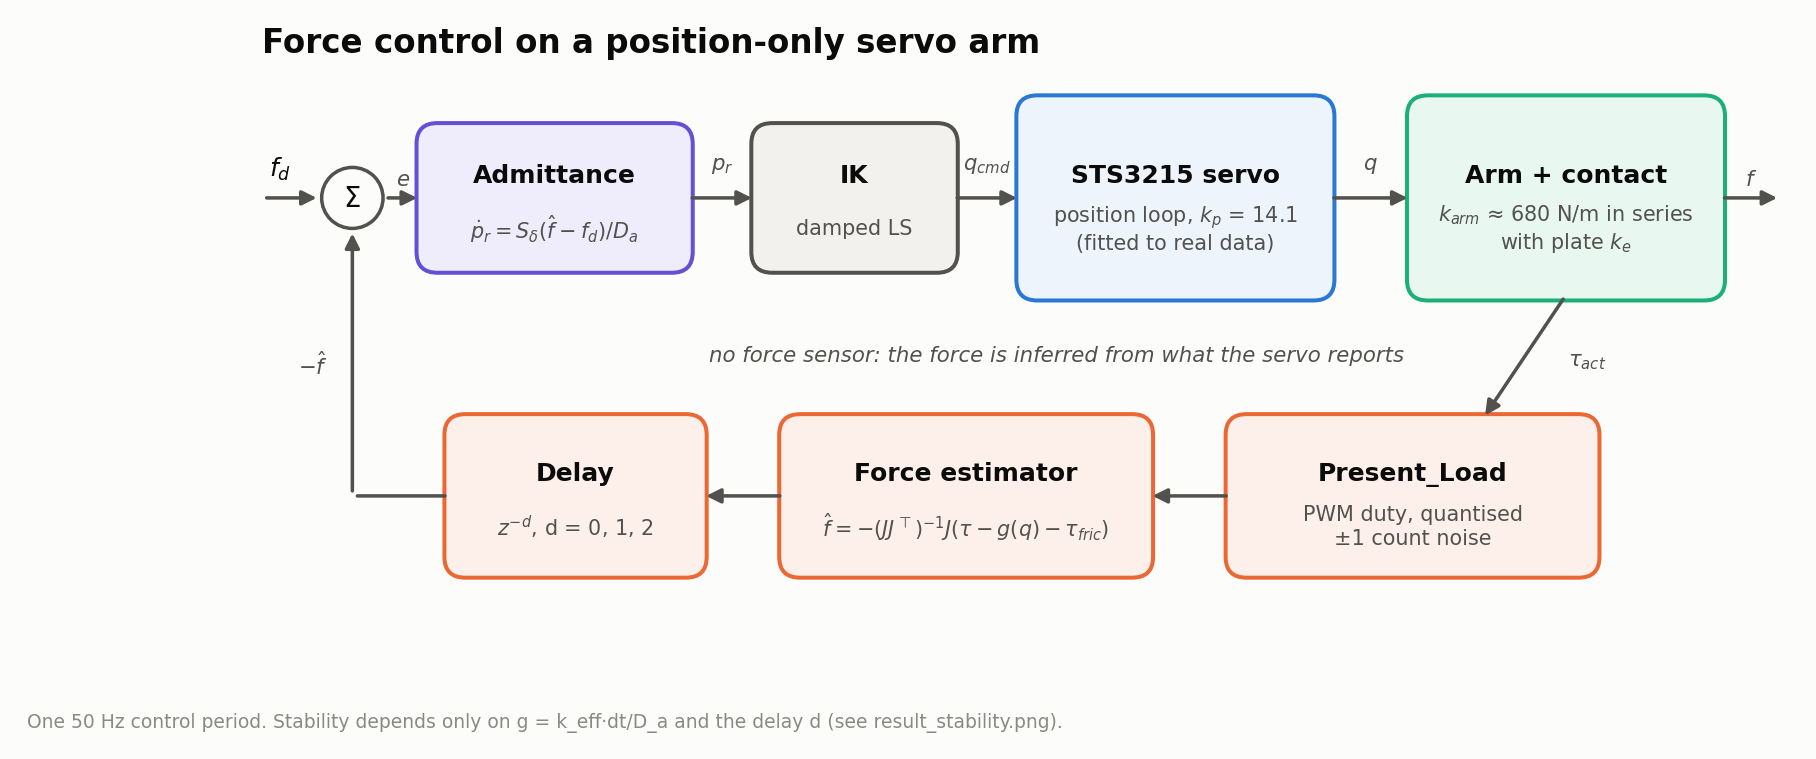 Force control on a position-only servo arm
f_d
Σ
e
Admittance
ṗ_r = S_δ(f̂ − f_d)/D_a
p_r
IK
damped LS
q_cmd
STS3215 servo
position loop, k_p = 14.1
(fitted to real data)
q
Arm + contact
k_arm ≈ 680 N/m in series
with plate k_e
f
−f̂
no force sensor: the force is inferred from what the servo reports
τ_act
Delay
z^{−d}, d = 0, 1, 2
Force estimator
f̂ = −(JJ^⊤)^{−1}J(τ − g(q) − τ_fric)
Present_Load
PWM duty, quantised
±1 count noise
One 50 Hz control period. Stability depends only on g = k_eff·dt/D_a and the delay d (see result_stability.png).